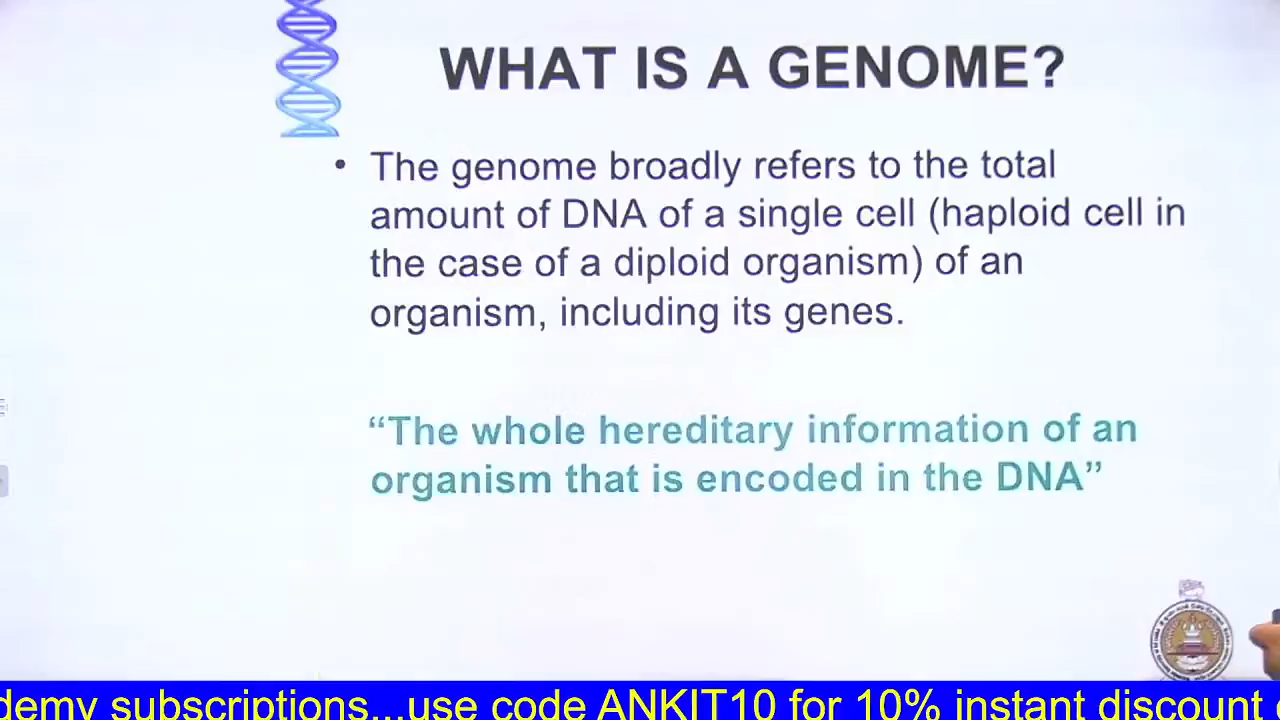 WHAT IS A GENOME?
• The genome broadly refers to the total
amount of DNA of a single cell (haploid cell in
the case of a diploid organism) of an
organism, including its genes.
“The whole hereditary information of an
organism that is encoded in the DNA”
demy subscriptions...use code ANKIT10 for 10% instant discount